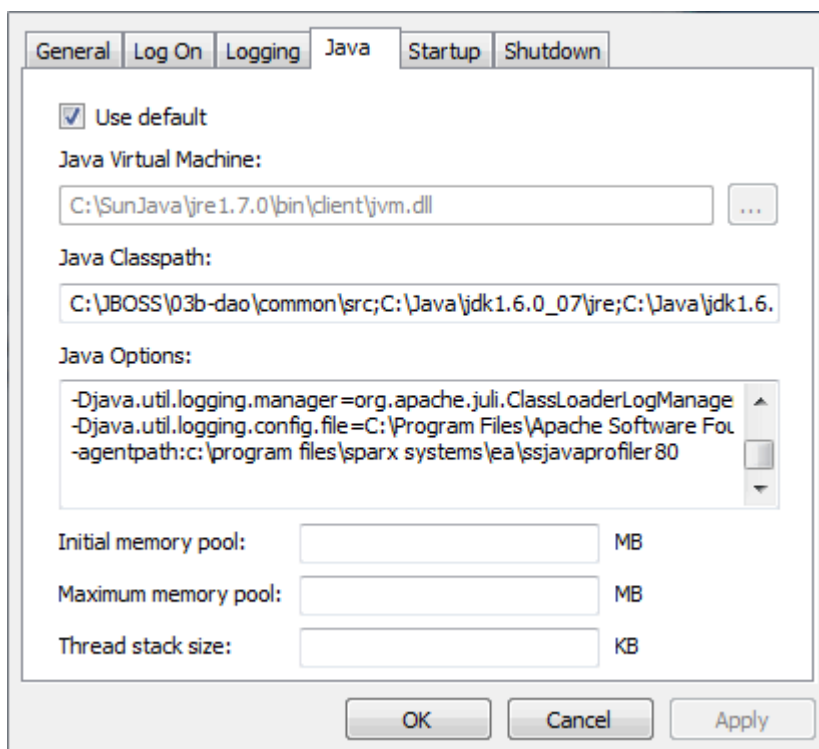 General Log On Logging Java Startup Shutdown
Use default
Java Virtual Machine:
C:\SunJava\jre1.7.0\bin\client\jvm.dll ...
Java Classpath:
C:\JBOSS\03b-dao\common\src;C:\Java\jdk1.6.0_07\jre;C:\Java\jdk1.6.
Java Options:
-Djava.util.logging.manager=org.apache.juli.ClassLoaderLogManage
-Djava.util.logging.config.file=C:\Program Files\Apache Software Fou
-agentpath:c:\program files\sparx systems\ea\ssjavaprofiler80
Initial memory pool: MB
Maximum memory pool: MB
Thread stack size: KB
OK Cancel Apply